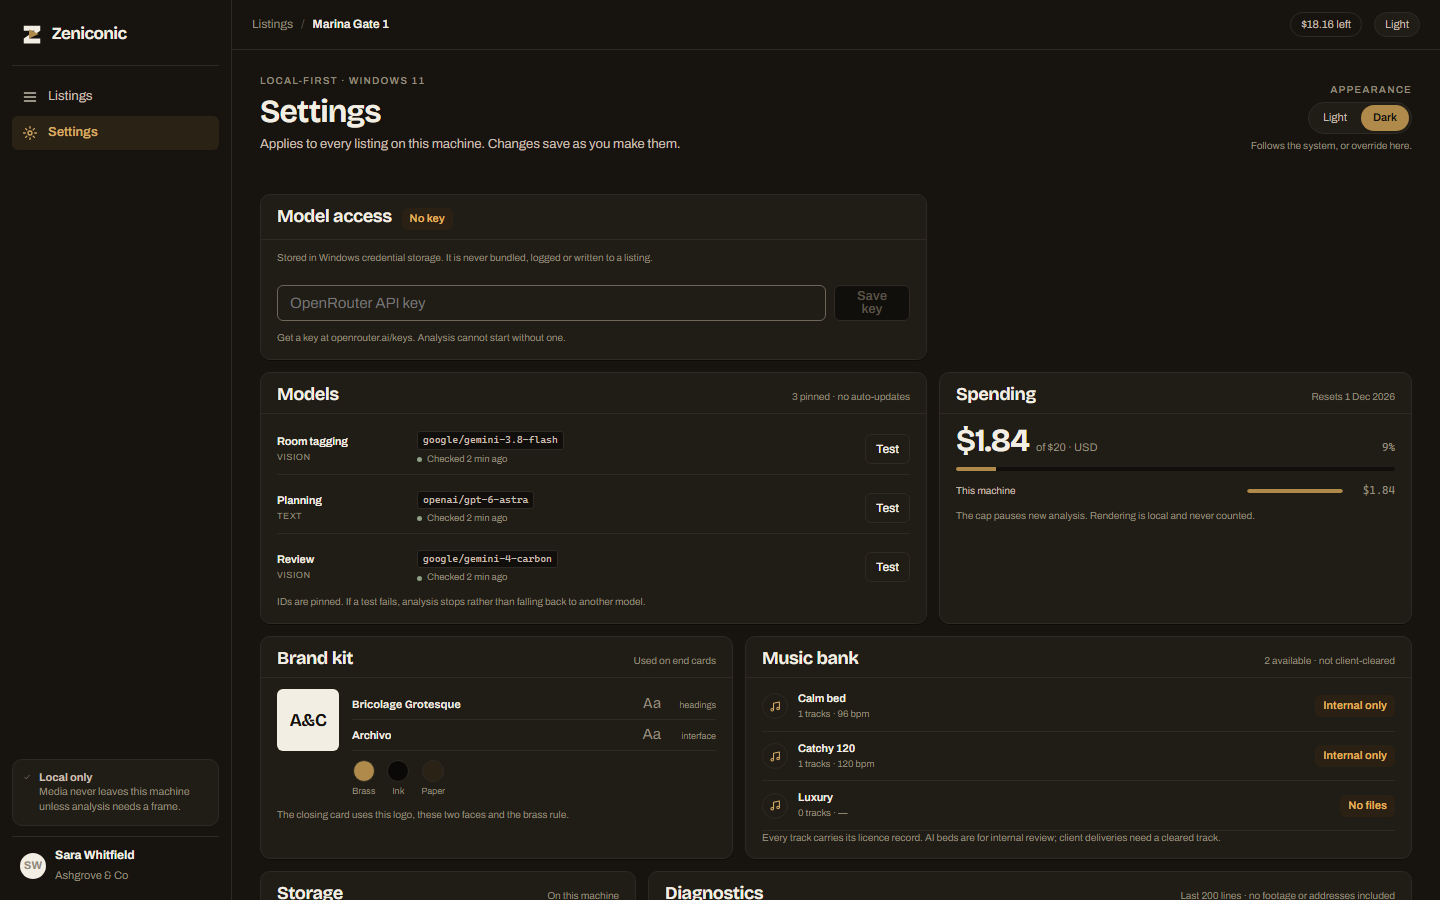 Zeniconic
Listings
Settings
Local only
Media never leaves this machine
unless analysis needs a frame.
SW
Sara Whitfield
Ashgrove & Co
Listings / Marina Gate 1
$18.16 left
Light
LOCAL-FIRST · WINDOWS 11
Settings
Applies to every listing on this machine. Changes save as you make them.
APPEARANCE
Light
Dark
Follows the system, or override here.
Model access
No key
Stored in Windows credential storage. It is never bundled, logged or written to a listing.
OpenRouter API key
Save
key
Get a key at openrouter.ai/keys. Analysis cannot start without one.
Models
3 pinned · no auto-updates
Room tagging
VISION
google/gemini-3.8-flash
Checked 2 min ago
Test
Planning
TEXT
openai/gpt-6-astra
Checked 2 min ago
Test
Review
VISION
google/gemini-4-carbon
Checked 2 min ago
Test
IDs are pinned. If a test fails, analysis stops rather than falling back to another model.
Spending
Resets 1 Dec 2026
$1.84 of $20 · USD
9%
This machine
$1.84
The cap pauses new analysis. Rendering is local and never counted.
Brand kit
Used on end cards
A&C
Bricolage Grotesque
Aa
headings
Archivo
Aa
interface
Brass
Ink
Paper
The closing card uses this logo, these two faces and the brass rule.
Music bank
2 available · not client-cleared
Calm bed
1 tracks · 96 bpm
Internal only
Catchy 120
1 tracks · 120 bpm
Internal only
Luxury
0 tracks · —
No files
Every track carries its licence record. AI beds are for internal review; client deliveries need a cleared track.
Storage
On this machine
Diagnostics
Last 200 lines · no footage or addresses included